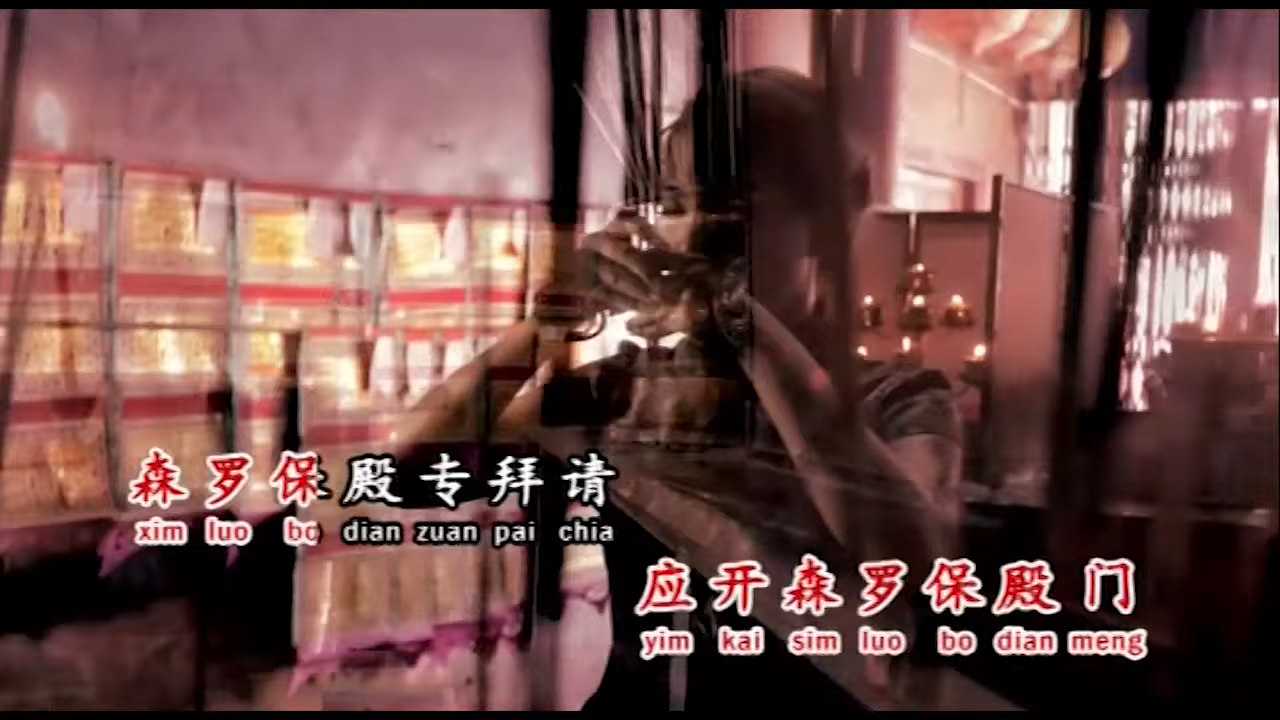 森罗保殿专拜请
xim luo bo dian zuan pai chia
应开森罗保殿门
yim kai sim luo bo dian meng